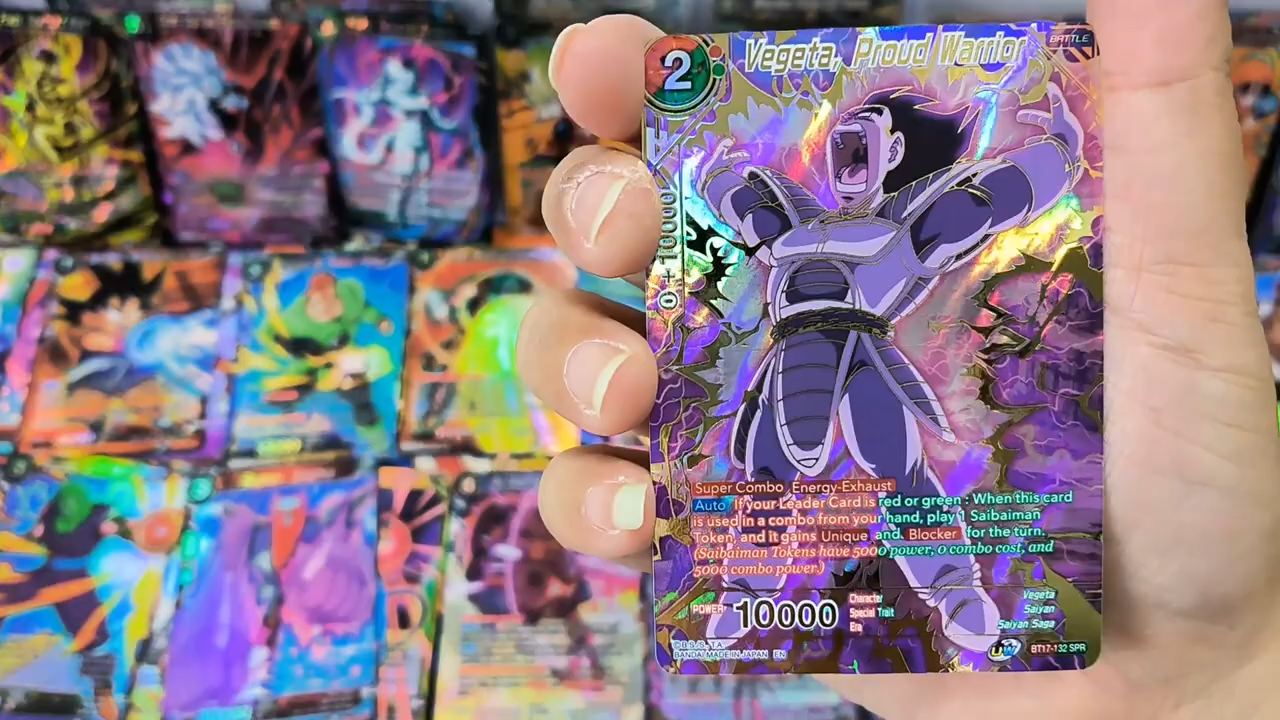 2
Vegeta, Proud Warrior
BATTLE
0 +10000
Super Combo Energy-Exhaust
Auto If your Leader Card is red or green : When this card
is used in a combo from your hand, play 1 Saibaiman
Token, and it gains Unique and Blocker for the turn.
(Saibaiman Tokens have 5000 power, 0 combo cost, and
5000 combo power.)
POWER 10000
Character Vegeta
Special Trait Saiyan
Era Saiyan Saga
©B.S./S., T.A.
BANDAI MADE IN JAPAN EN
UW
BT17-132 SPR